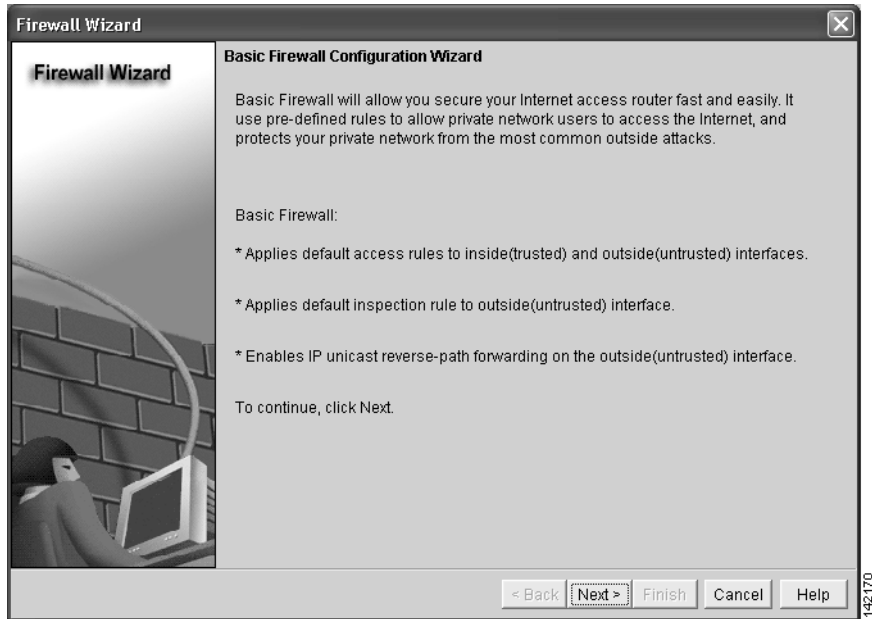 Firewall Wizard
Firewall Wizard
Basic Firewall Configuration Wizard
Basic Firewall will allow you secure your Internet access router fast and easily. It
use pre-defined rules to allow private network users to access the Internet, and
protects your private network from the most common outside attacks.
Basic Firewall:
* Applies default access rules to inside(trusted) and outside(untrusted) interfaces.
* Applies default inspection rule to outside(untrusted) interface.
* Enables IP unicast reverse-path forwarding on the outside(untrusted) interface.
To continue, click Next.
< Back Next > Finish Cancel Help
142170